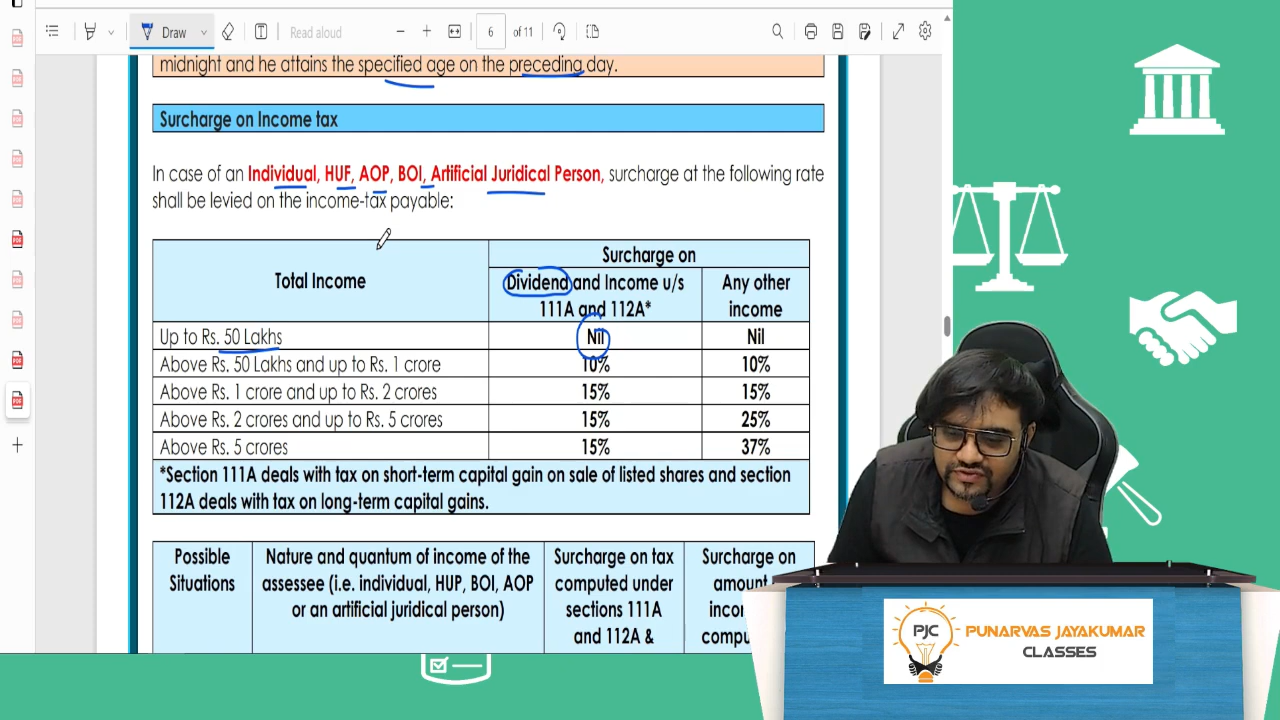 Draw
Read aloud
6 of 11
midnight and he attains the specified age on the preceding day.
Surcharge on Income tax
In case of an Individual, HUF, AOP, BOI, Artificial Juridical Person, surcharge at the following rate
shall be levied on the income-tax payable:
Total Income
Surcharge on
Dividend and Income u/s
111A and 112A*
Any other
income
Up to Rs. 50 Lakhs Nil Nil
Above Rs. 50 Lakhs and up to Rs. 1 crore 10% 10%
Above Rs. 1 crore and up to Rs. 2 crores 15% 15%
Above Rs. 2 crores and up to Rs. 5 crores 15% 25%
Above Rs. 5 crores 15% 37%
*Section 111A deals with tax on short-term capital gain on sale of listed shares and section
112A deals with tax on long-term capital gains.
Possible
Situations
Nature and quantum of income of the
assessee (i.e. individual, HUP, BOI, AOP
or an artificial juridical person)
Surcharge on tax
computed under
sections 111A
and 112A &
Surcharge on
amount
PJC
PUNARVAS JAYAKUMAR
CLASSES